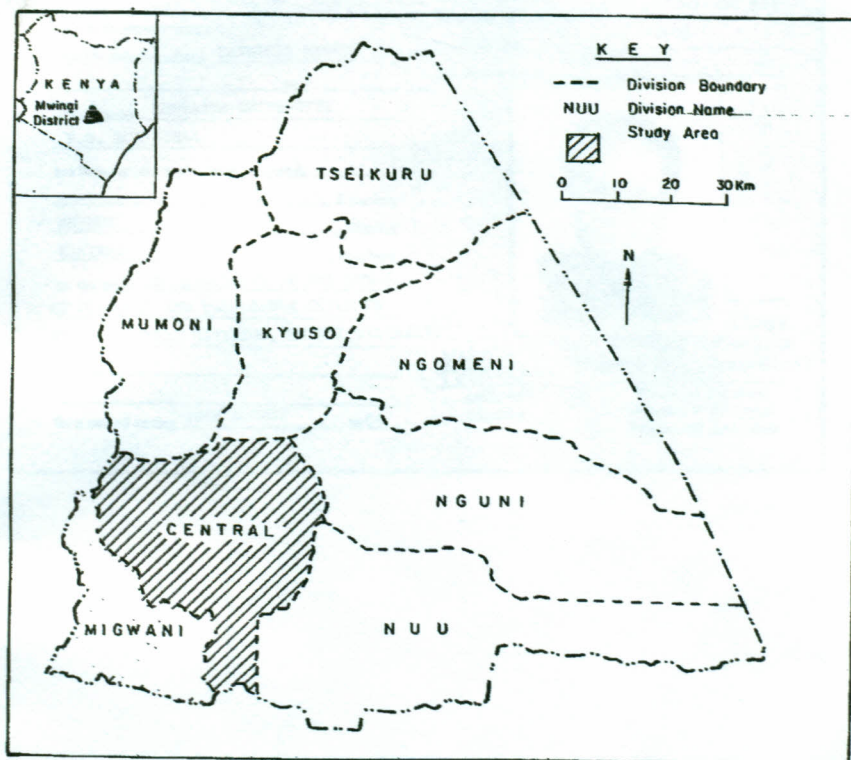 KENYA
Mwingi
District
KEY
Division Boundary
NUU Division Name
Study Area
0 10 20 30 Km
N
TSEIKURU
MUMONI
KYUSO
NGOMENI
NGUNI
CENTRAL
MIGWANI
NUU